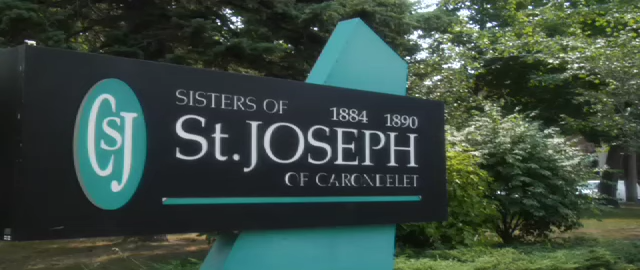 CSJ
SISTERS OF
1884 1890
St. JOSEPH
OF CARONDELET